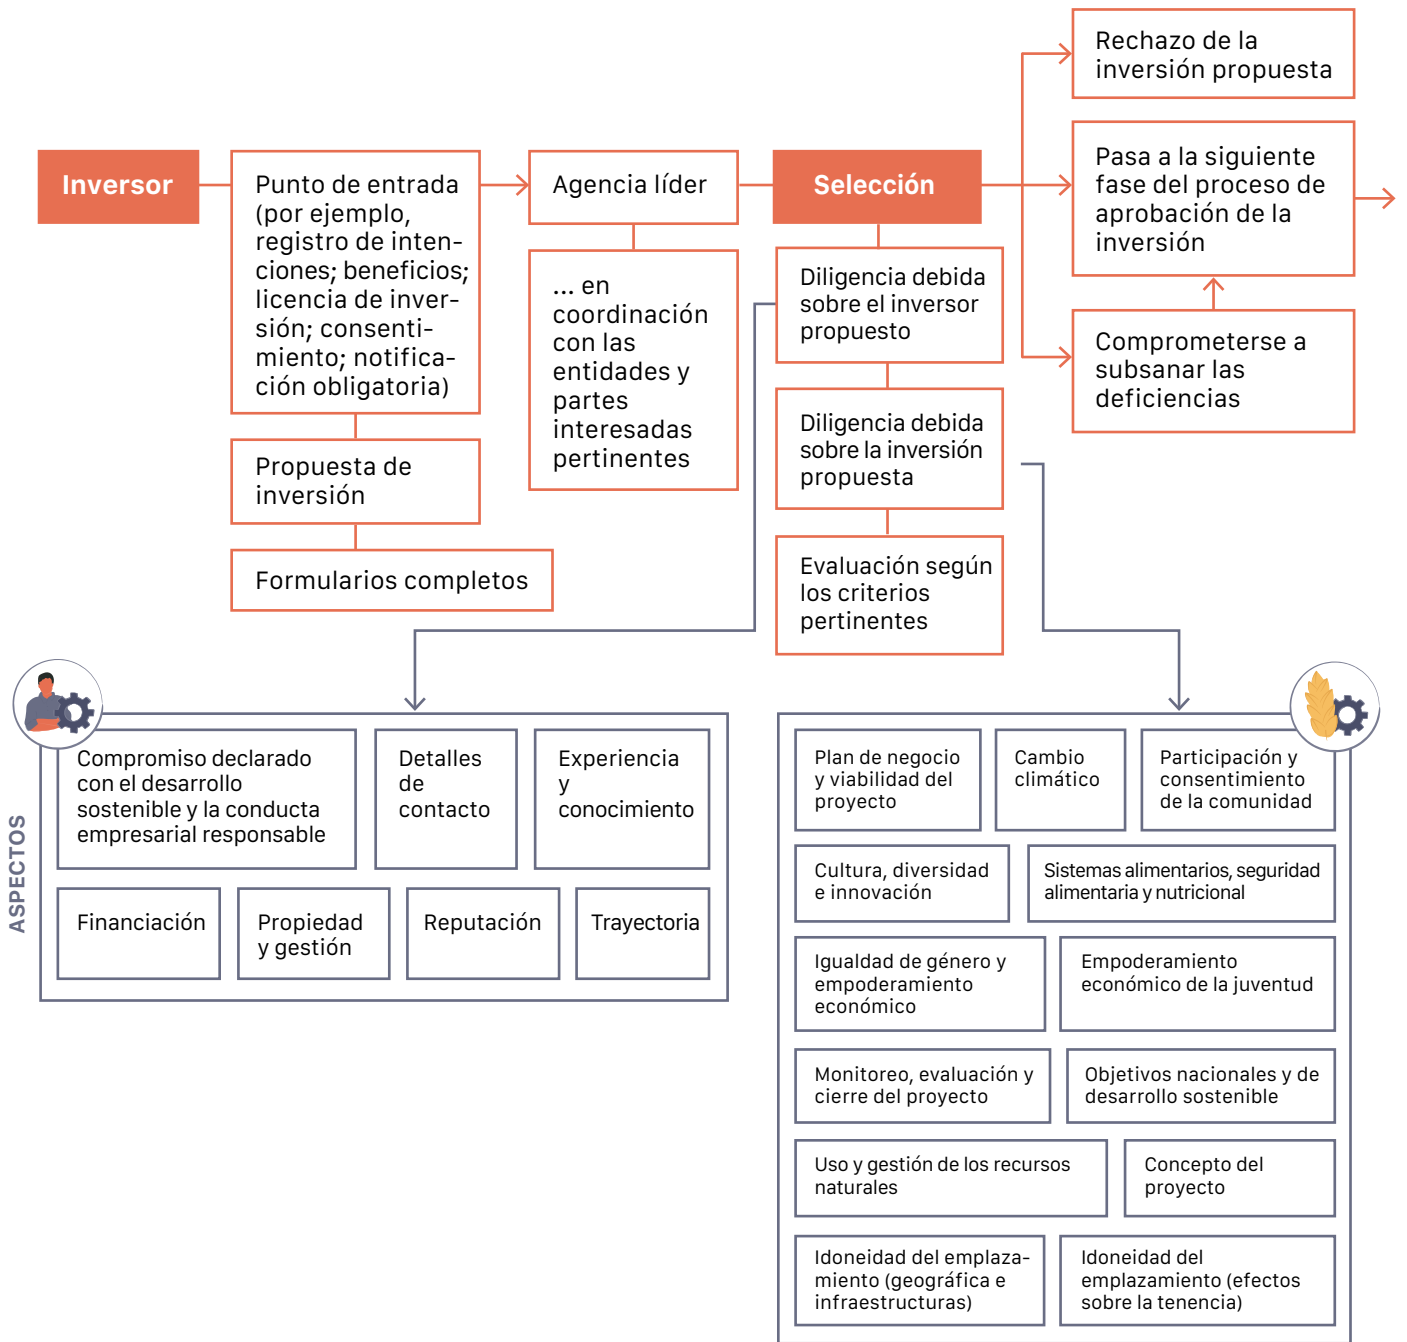 Inversor
Punto de entrada
(por ejemplo,
registro de inten-
ciones; beneficios;
licencia de inver-
sión; consenti-
miento; notifica-
ción obligatoria)
Propuesta de
inversión
Formularios completos
Agencia líder
... en
coordinación
con las
entidades y
partes
interesadas
pertinentes
Selección
Diligencia debida
sobre el inversor
propuesto
Diligencia debida
sobre la inversión
propuesta
Evaluación según
los criterios
pertinentes
Rechazo de la
inversión propuesta
Pasa a la siguiente
fase del proceso de
aprobación de la
inversión
Comprometerse a
subsanar las
deficiencias
ASPECTOS
Compromiso declarado
con el desarrollo
sostenible y la conducta
empresarial responsable
Detalles
de
contacto
Experiencia
y
conocimiento
Financiación
Propiedad
y gestión
Reputación
Trayectoria
Plan de negocio
y viabilidad del
proyecto
Cambio
climático
Participación y
consentimiento
de la comunidad
Cultura, diversidad
e innovación
Sistemas alimentarios, seguridad
alimentaria y nutricional
Igualdad de género y
empoderamiento
económico
Empoderamiento
económico de la juventud
Monitoreo, evaluación y
cierre del proyecto
Objetivos nacionales y de
desarrollo sostenible
Uso y gestión de los recursos
naturales
Concepto del
proyecto
Idoneidad del emplaza-
miento (geográfica e
infraestructuras)
Idoneidad del
emplazamiento (efectos
sobre la tenencia)